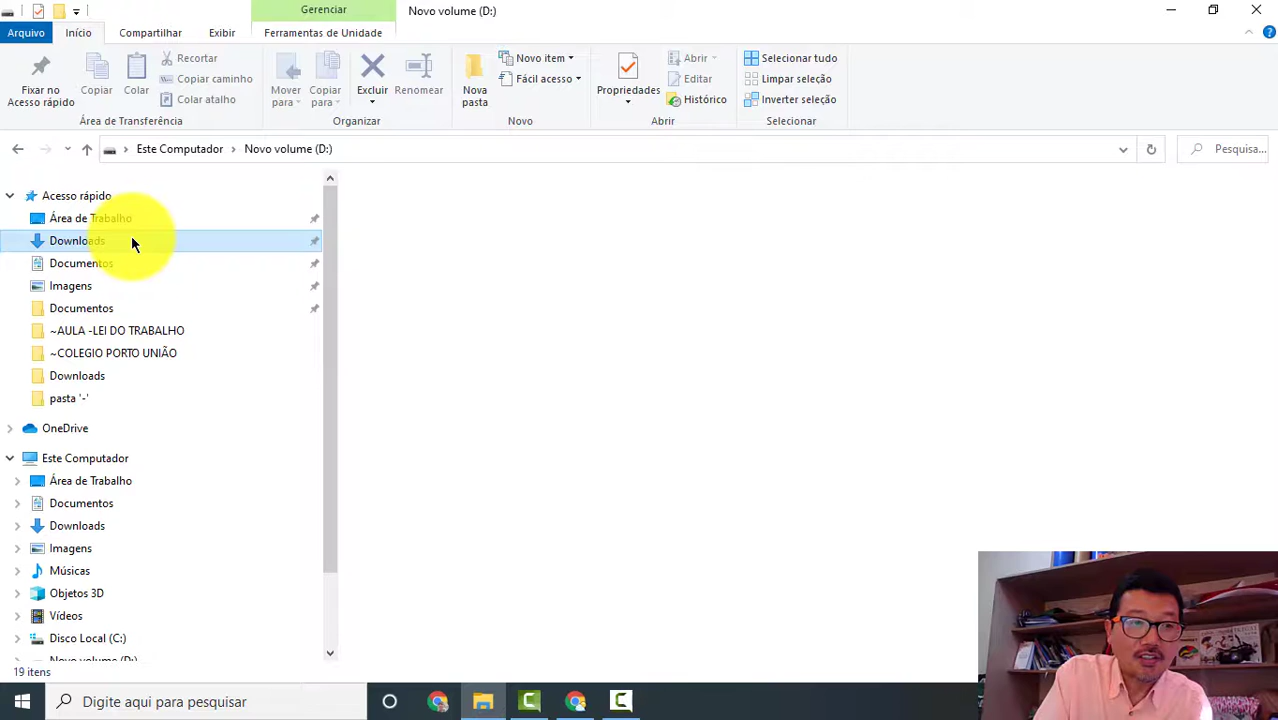 Gerenciar
Novo volume (D:)
Arquivo
Início
Compartilhar
Exibir
Ferramentas de Unidade
Fixar no
Acesso rápido
Copiar
Colar
Recortar
Copiar caminho
Colar atalho
Área de Transferência
Mover
para
Copiar
para
Excluir
Renomear
Organizar
Nova
pasta
Novo item
Fácil acesso
Novo
Propriedades
Abrir
Editar
Histórico
Abrir
Selecionar tudo
Limpar seleção
Inverter seleção
Selecionar
Este Computador
Novo volume (D:)
Pesquisa...
Acesso rápido
Área de Trabalho
Downloads
Documentos
Imagens
Documentos
~AULA -LEI DO TRABALHO
~COLEGIO PORTO UNIÃO
Downloads
pasta '-'
OneDrive
Este Computador
Área de Trabalho
Documentos
Downloads
Imagens
Músicas
Objetos 3D
Vídeos
Disco Local (C:)
Novo volume (D:)
19 itens
Digite aqui para pesquisar